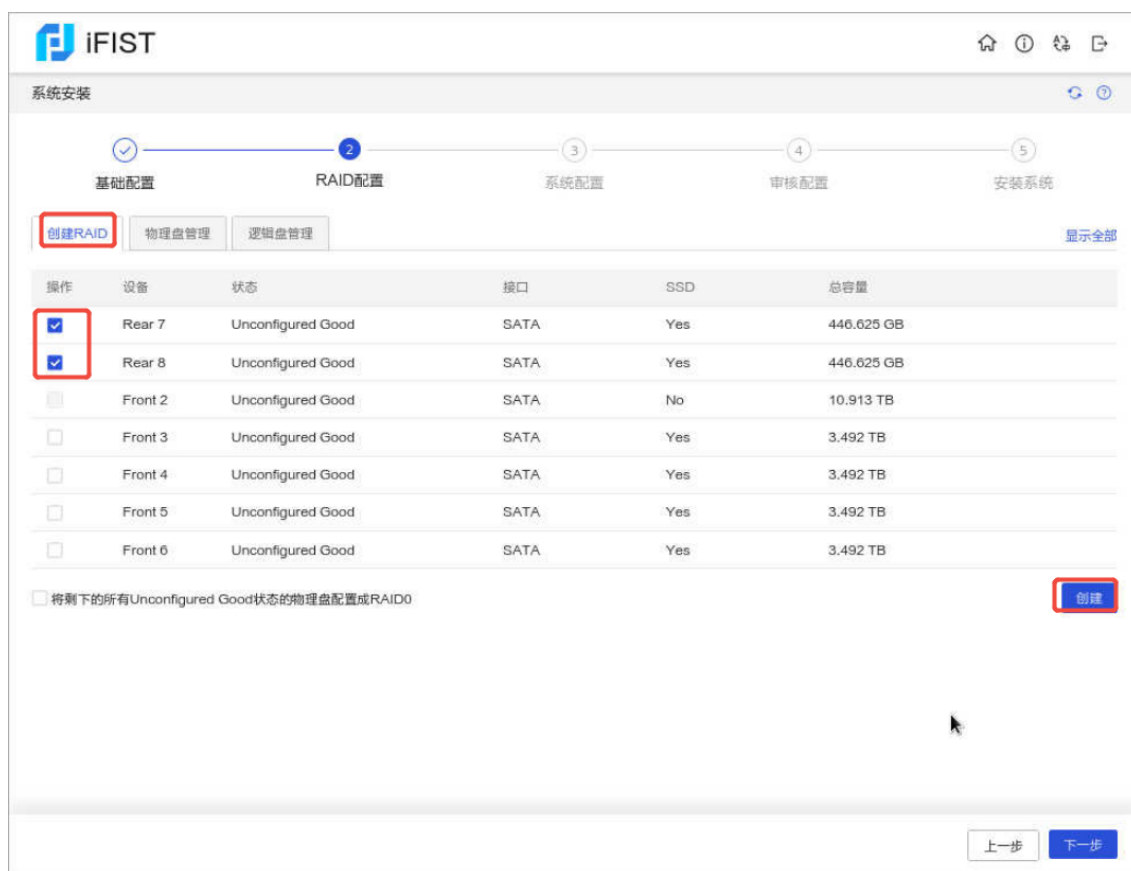 iFIST
系统安装
2 3 4 5
基础配置 RAID配置 系统配置 审核配置 安装系统
创建RAID 物理盘管理 逻辑盘管理 显示全部
操作 设备 状态 接口 SSD 总容量
Rear 7 Unconfigured Good SATA Yes 446.625 GB
Rear 8 Unconfigured Good SATA Yes 446.625 GB
Front 2 Unconfigured Good SATA No 10.913 TB
Front 3 Unconfigured Good SATA Yes 3.492 TB
Front 4 Unconfigured Good SATA Yes 3.492 TB
Front 5 Unconfigured Good SATA Yes 3.492 TB
Front 6 Unconfigured Good SATA Yes 3.492 TB
将剩下的所有Unconfigured Good状态的物理盘配置成RAID0 创建
上一步 下一步